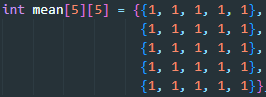 int mean[5][5] = {{1, 1, 1, 1, 1},
{1, 1, 1, 1, 1},
{1, 1, 1, 1, 1},
{1, 1, 1, 1, 1},
{1, 1, 1, 1, 1}}